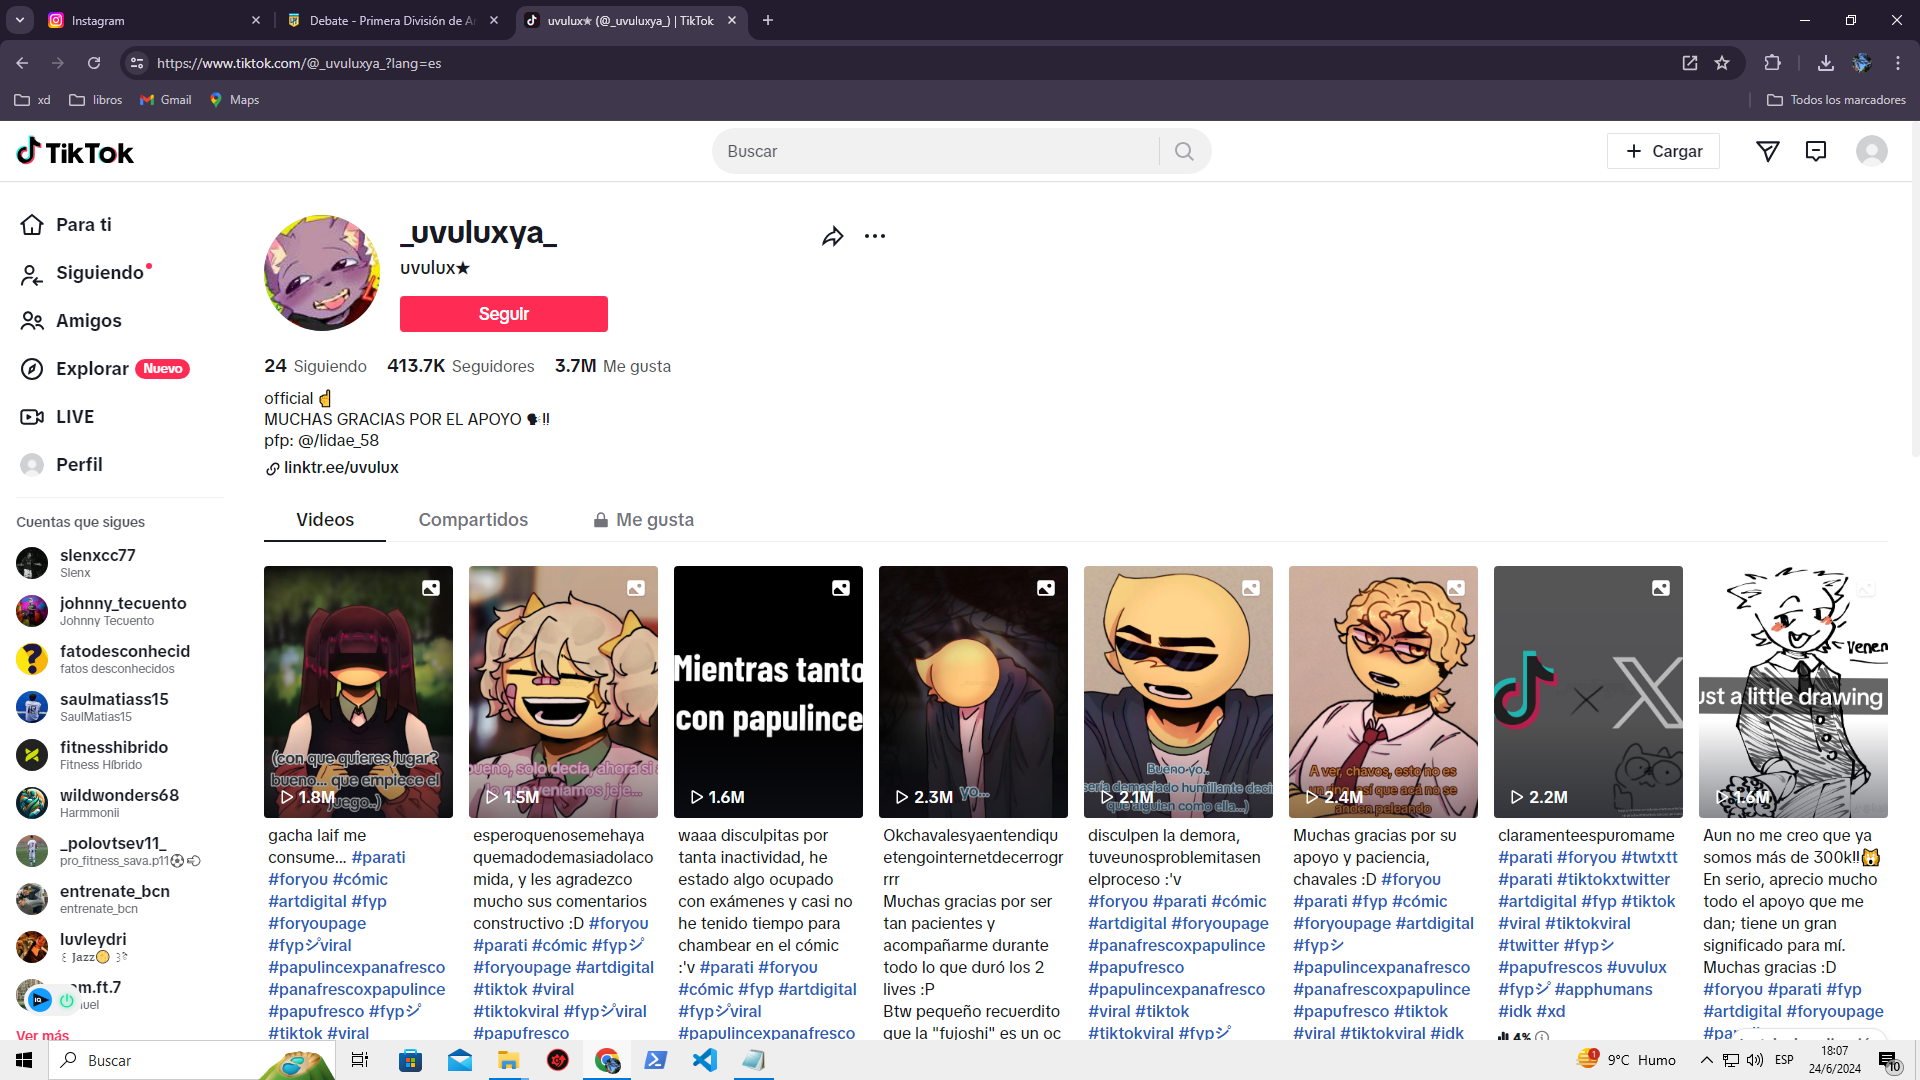 Instagram
Debate - Primera División de Ar
uvulux★ (@_uvuluxya_) | TikTok
https://www.tiktok.com/@_uvuluxya_?lang=es
xd
libros
Gmail
Maps
Todos los marcadores
TikTok
Buscar
Cargar
Para ti
Siguiendo
Amigos
Explorar Nuevo
LIVE
Perfil
Cuentas que sigues
slenxcc77
Slenx
johnny_tecuento
Johnny Tecuento
fatodesconhecid
fatos desconhecidos
saulmatiass15
SaulMatias15
fitnesshibrido
Fitness Híbrido
wildwonders68
Harmmonii
_polovtsev11_
pro_fitness_sava.p11⚽💨
entrenate_bcn
entrenate_bcn
luvleydri
Jazz
Ver más
_uvuluxya_
uvulux★
Seguir
24 Siguiendo 413.7K Seguidores 3.7M Me gusta
official ☝
MUCHAS GRACIAS POR EL APOYO 🗣‼
pfp: @/lidae_58
linktr.ee/uvulux
Videos
Compartidos
Me gusta
(con que quieres jugar?
bueno... que empiece el
juego..)
1.8M
gacha laif me
consume... #parati
#foryou #cómic
#artdigital #fyp
#foryoupage
#fypシviral
#papulincexpanafresco
#panafrescoxpapulince
#papufresco #fypシ
#tiktok #viral
bueno, solo decía, ahora si a
lo que veníamos jeje...
1.5M
esperoquenosemehaya
quemadodemasiadolaco
mida, y les agradezco
mucho sus comentarios
constructivo :D #foryou
#parati #cómic #fypシ
#foryoupage #artdigital
#tiktok #viral
#tiktokviral #fypシviral
#papufresco
Mientras tanto
con papulince
1.6M
waaa disculpitas por
tanta inactividad, he
estado algo ocupado
con exámenes y casi no
he tenido tiempo para
chambear en el cómic
:'v #parati #foryou
#cómic #fyp #artdigital
#fypシviral
#papulincexpanafresco
Yo...
2.3M
Okchavalesyaentendiqu
etengointernetdecerrogr
rrr
Muchas gracias por ser
tan pacientes y
acompañarme durante
todo lo que duró los 2
lives :P
Btw pequeño recuerdito
que la "fujoshi" es un oc
Bueno yo..
sería demasiado humillante deci
que alguien como ella...)
2.1M
disculpen la demora,
tuveunosproblemitasen
elproceso :'v
#foryou #parati #cómic
#artdigital #foryoupage
#panafrescoxpapulince
#papufresco
#papulincexpanafresco
#viral #tiktok
#tiktokviral #fypシ
A ver, chavos, esto no es
un ring, así que acá no se
anden peleando
2.4M
Muchas gracias por su
apoyo y paciencia,
chavales :D #foryou
#parati #fyp #cómic
#foryoupage #artdigital
#fypシ
#papulincexpanafresco
#panafrescoxpapulince
#papufresco #tiktok
#viral #tiktokviral #idk
2.2M
claramenteespuromame
#parati #foryou #twtxtt
#parati #tiktokxtwitter
#artdigital #fyp #tiktok
#viral #tiktokviral
#twitter #fypシ
#papufrescos #uvulux
#fypシ #apphumans
#idk #xd
4%
Venen
ust a little drawing
1.6M
Aun no me creo que ya
somos más de 300k!!🙀
En serio, aprecio mucho
todo el apoyo que me
dan; tiene un gran
significado para mí.
Muchas gracias :D
#foryou #parati #fyp
#artdigital #foryoupage
Buscar
9°C Humo
ESP
18:07
24/6/2024
10